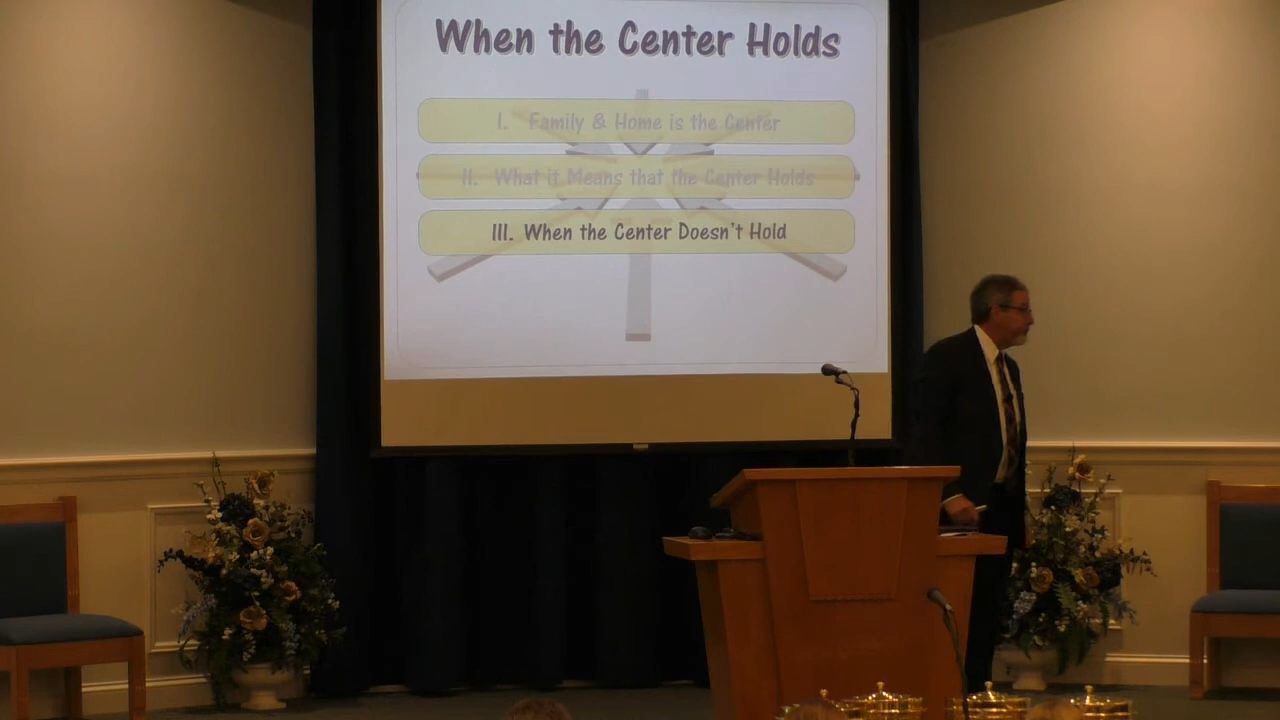 When the Center Holds
I. Family & Home is the Center
II. What it Means that the Center Holds
III. When the Center Doesn't Hold